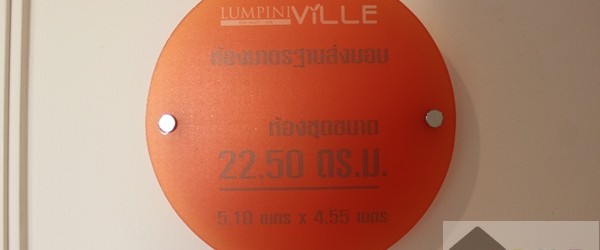 LUMPINI ViLLE
ห้องมาตรฐานส่งมอบ
ห้องชุดขนาด
22.50 ตร.ม.
5.10 เมตร x 4.55 เมตร